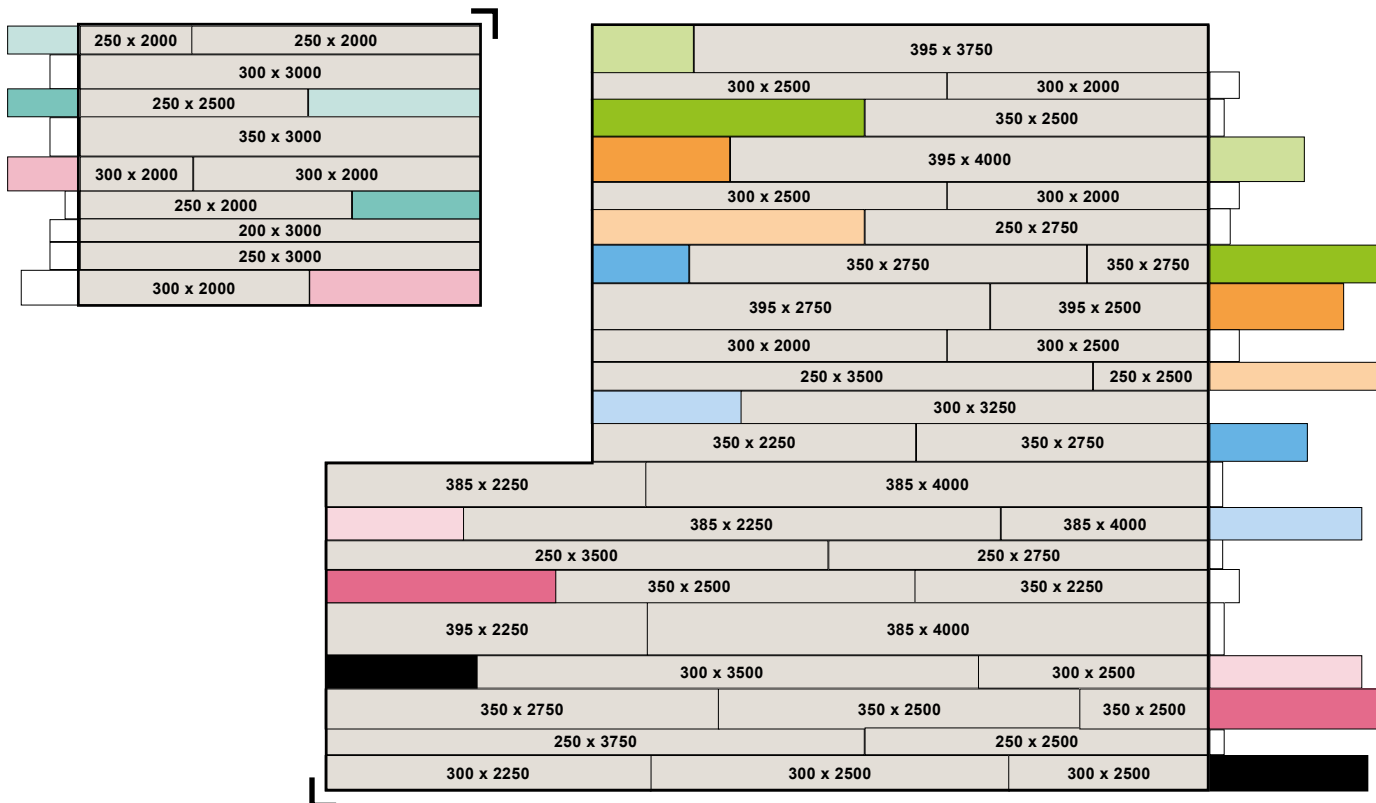 250 x 2000 250 x 2000
300 x 3000
250 x 2500
350 x 3000
300 x 2000 300 x 2000
250 x 2000
200 x 3000
250 x 3000
300 x 2000
395 x 3750
300 x 2500 300 x 2000
350 x 2500
395 x 4000
300 x 2500 300 x 2000
250 x 2750
350 x 2750 350 x 2750
395 x 2750 395 x 2500
300 x 2000 300 x 2500
250 x 3500 250 x 2500
300 x 3250
350 x 2250 350 x 2750
385 x 2250 385 x 4000
385 x 2250 385 x 4000
250 x 3500 250 x 2750
350 x 2500 350 x 2250
395 x 2250 385 x 4000
300 x 3500 300 x 2500
350 x 2750 350 x 2500 350 x 2500
250 x 3750 250 x 2500
300 x 2250 300 x 2500 300 x 2500